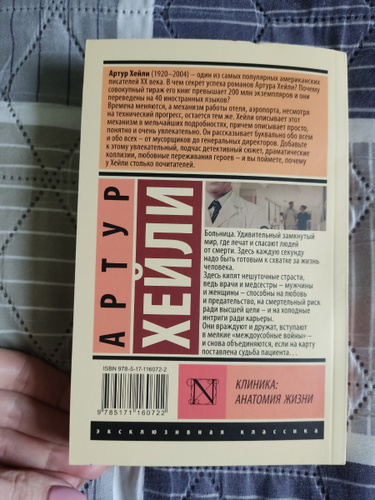 Артур Хейли (1920–2004) – один из самых популярных американских
писателей XX века. В чем секрет успеха романов Артура Хейли? Почему
совокупный тираж его книг превышает 200 млн экземпляров и они
переведены на 40 иностранных языков?
Времена меняются, а механизм работы отеля, аэропорта, несмотря
на технический прогресс, остается тем же. Хейли описывает этот
механизм в мельчайших подробностях, причем описывает просто,
понятно и очень увлекательно. Он рассказывает буквально обо всем
и обо всех – от мусорщиков до генеральных директоров. Добавьте
к этому увлекательный, подчас детективный сюжет, драматические
коллизии, любовные переживания героев – и вы поймете, почему
у Хейли столько почитателей.
АРТУР
ХЕЙЛИ
Больница. Удивительный замкнутый
мир, где лечат и спасают людей
от смерти. Здесь каждую секунду
надо быть готовым к схватке за жизнь
человека.
Здесь кипят нешуточные страсти,
ведь врачи и медсестры – мужчины
и женщины – способны на любовь
и предательство, на смертельный риск
ради высшей цели – и на холодные
интриги ради карьеры.
Они враждуют и дружат, вступают
в мелкие «междоусобные войны» –
и снова объединяются, если на карту
поставлена судьба пациента...
ISBN 978-5-17-116072-2
9 785171 160722
N
КЛИНИКА:
АНАТОМИЯ ЖИЗНИ
эксклюзивная классика